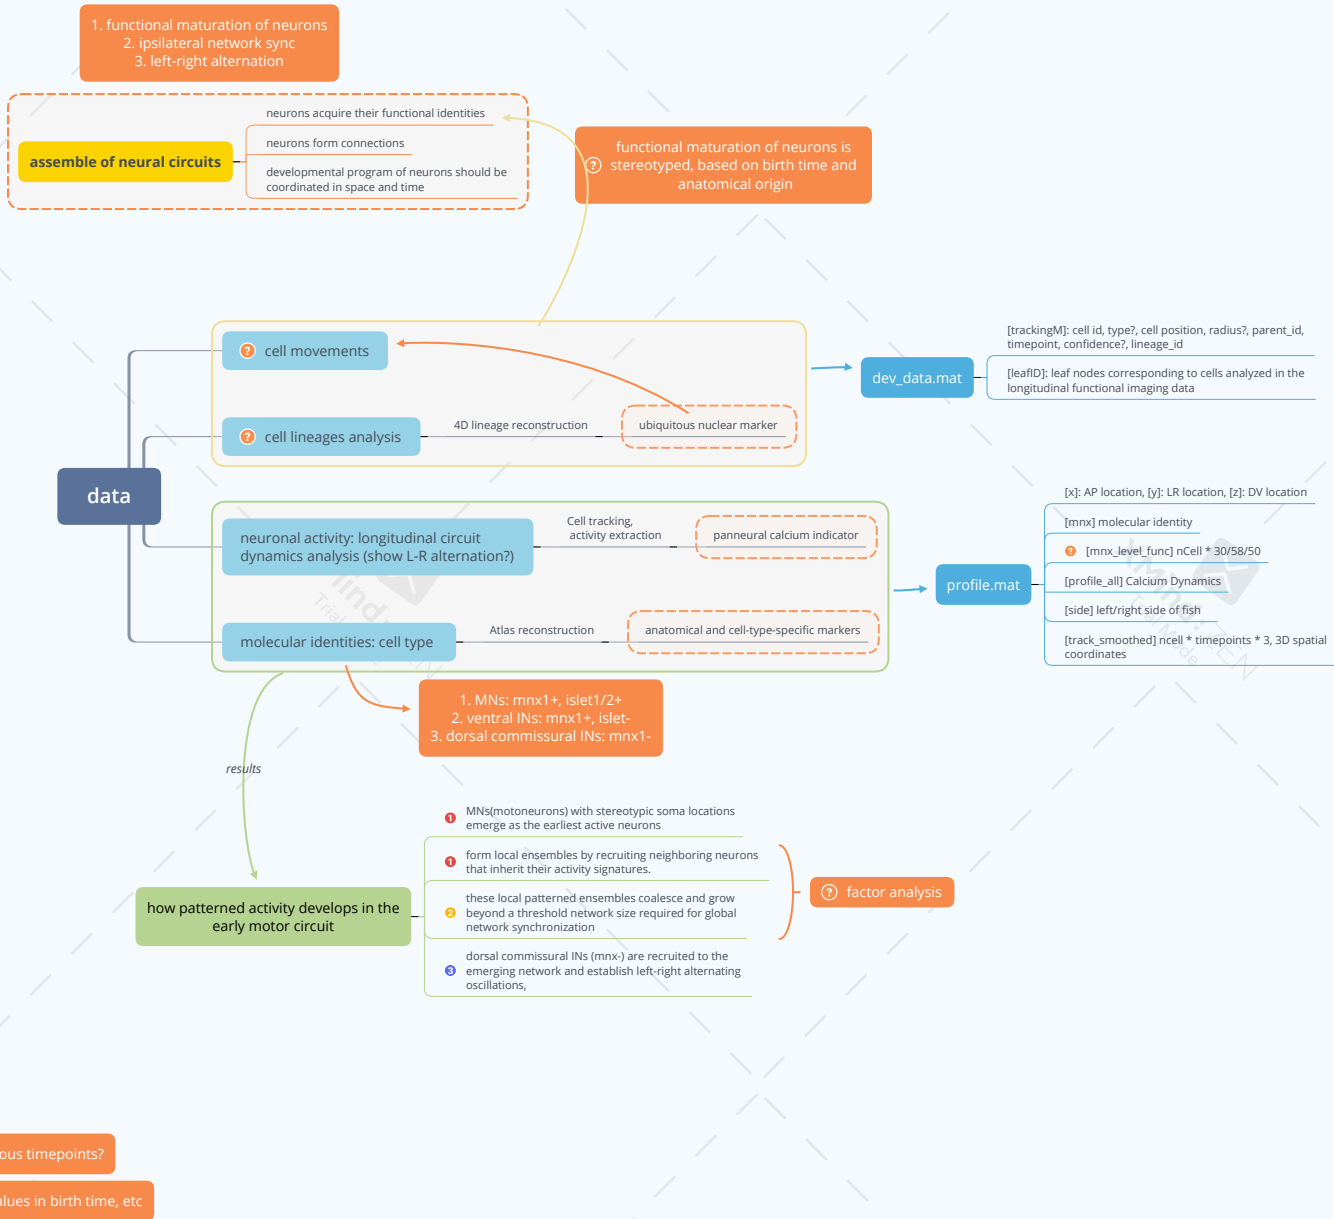 1. functional maturation of neurons
2. ipsilateral network sync
3. left-right alternation
assemble of neural circuits
neurons acquire their functional identities
neurons form connections
developmental program of neurons should be
coordinated in space and time
?
functional maturation of neurons is
stereotyped, based on birth time and
anatomical origin
data
? cell movements
? cell lineages analysis
4D lineage reconstruction
ubiquitous nuclear marker
dev_data.mat
[trackingM]: cell id, type?, cell position, radius?, parent_id,
timepoint, confidence?, lineage_id
[leafID]: leaf nodes corresponding to cells analyzed in the
longitudinal functional imaging data
neuronal activity: longitudinal circuit
dynamics analysis (show L-R alternation?)
Cell tracking,
activity extraction
panneural calcium indicator
molecular identities: cell type
Atlas reconstruction
anatomical and cell-type-specific markers
profile.mat
[x]: AP location, [y]: LR location, [z]: DV location
[mnx] molecular identity
? [mnx_level_func] nCell * 30/58/50
[profile_all] Calcium Dynamics
[side] left/right side of fish
[track_smoothed] ncell * timepoints * 3, 3D spatial
coordinates
1. MNs: mnx1+, islet1/2+
2. ventral INs: mnx1+, islet-
3. dorsal commissural INs: mnx1-
results
how patterned activity develops in the
early motor circuit
1 MNs(motoneurons) with stereotypic soma locations
emerge as the earliest active neurons
1 form local ensembles by recruiting neighboring neurons
that inherit their activity signatures.
2 these local patterned ensembles coalesce and grow
beyond a threshold network size required for global
network synchronization
3 dorsal commissural INs (mnx-) are recruited to the
emerging network and establish left-right alternating
oscillations,
? factor analysis
ous timepoints?
alues in birth time, etc
XMind: ZEN
Trial Mode